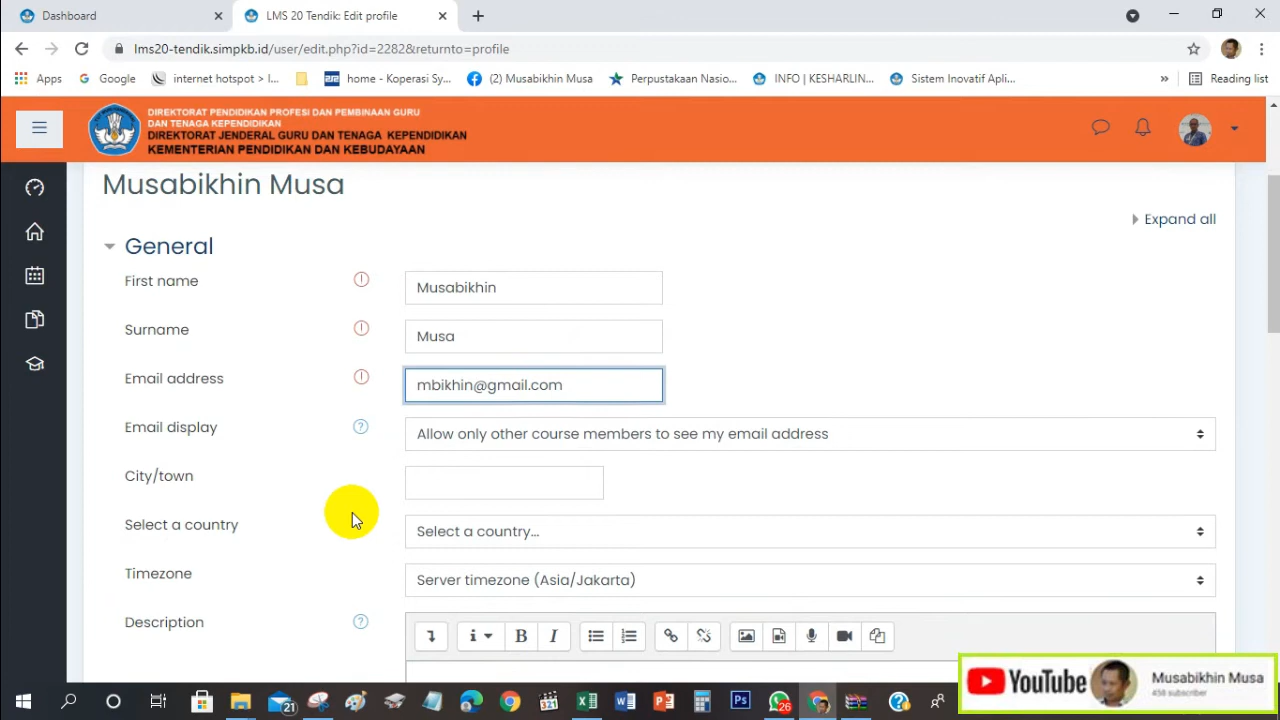 Dashboard
LMS 20 Tendik: Edit profile
lms20-tendik.simpkb.id/user/edit.php?id=2282&returnto=profile
Apps
Google
internet hotspot > I...
home - Koperasi Sy...
(2) Musabikhin Musa
Perpustakaan Nasio...
INFO | KESHARLIN...
Sistem Inovatif Apli...
»
Reading list
DIREKTORAT PENDIDIKAN PROFESI DAN PEMBINAAN GURU
DAN TENAGA KEPENDIDIKAN
DIREKTORAT JENDERAL GURU DAN TENAGA KEPENDIDIKAN
KEMENTERIAN PENDIDIKAN DAN KEBUDAYAAN
Musabikhin Musa
Expand all
General
First name
Musabikhin
Surname
Musa
Email address
mbikhin@gmail.com
Email display
Allow only other course members to see my email address
City/town
Select a country
Select a country...
Timezone
Server timezone (Asia/Jakarta)
Description
B I
YouTube
Musabikhin Musa
458 subscriber
21
26